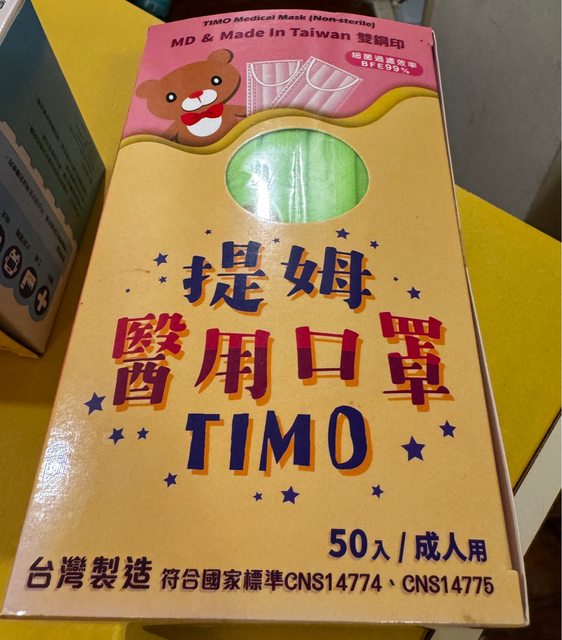 TIMO Medical Mask (Non-sterile)
MD & Made In Taiwan 雙鋼印
細菌過濾效率
BFE99%
提姆
醫用口罩
TIMO
50入/成人用
台灣製造 符合國家標準CNS14774、CNS14775